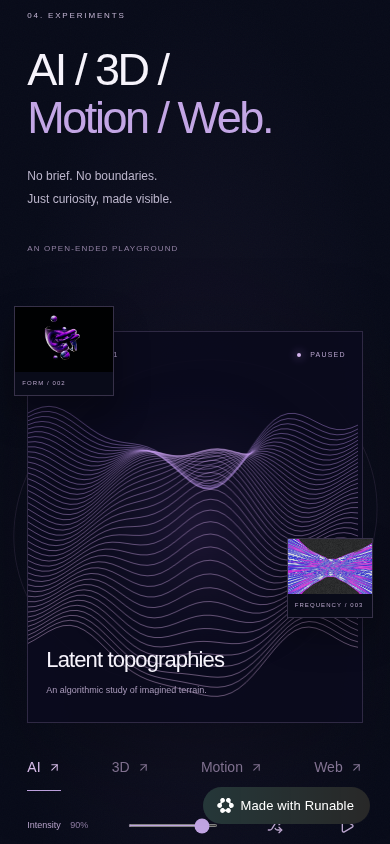 04. EXPERIMENTS
AI / 3D /
Motion / Web.
No brief. No boundaries.
Just curiosity, made visible.
AN OPEN-ENDED PLAYGROUND
1
PAUSED
FORM / 002
FREQUENCY / 003
Latent topographies
An algorithmic study of imagined terrain.
AI 3D Motion Web
Made with Runable
Intensity 90%